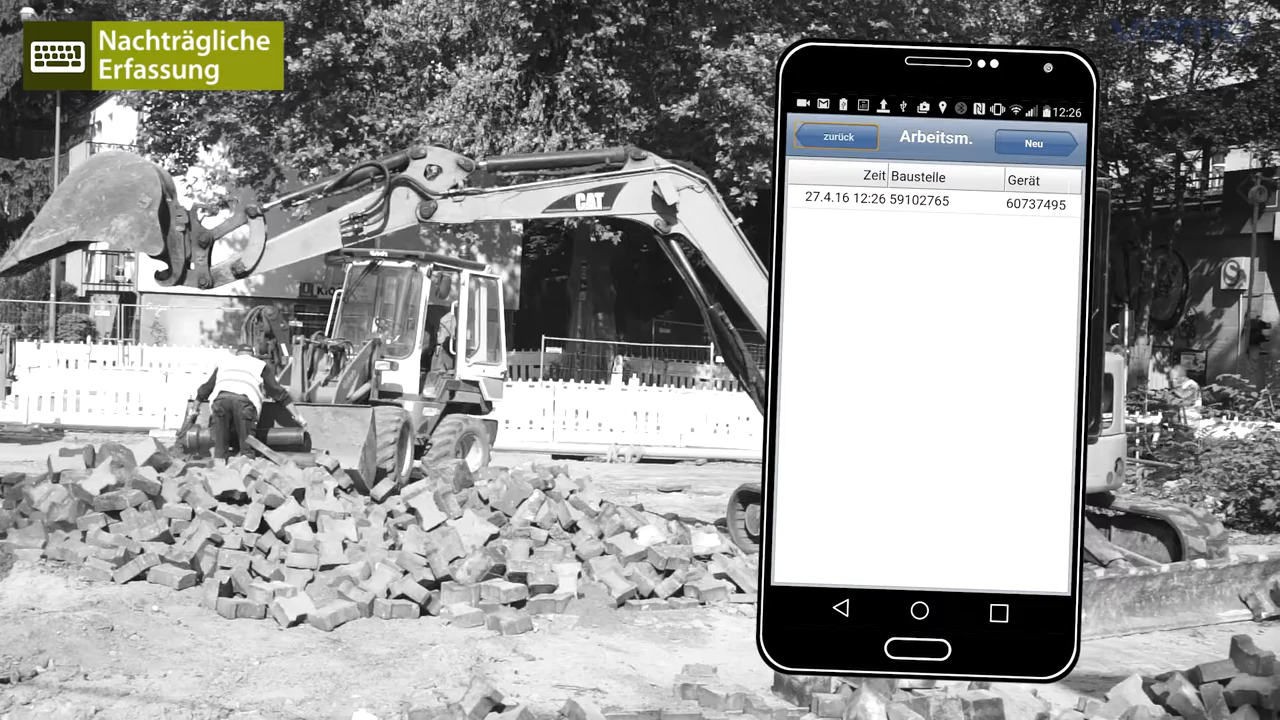 Nachträgliche
Erfassung
12:26
zurück
Arbeitsm.
Neu
Zeit Baustelle Gerät
27.4.16 12:26 59102765 60737495
CAT